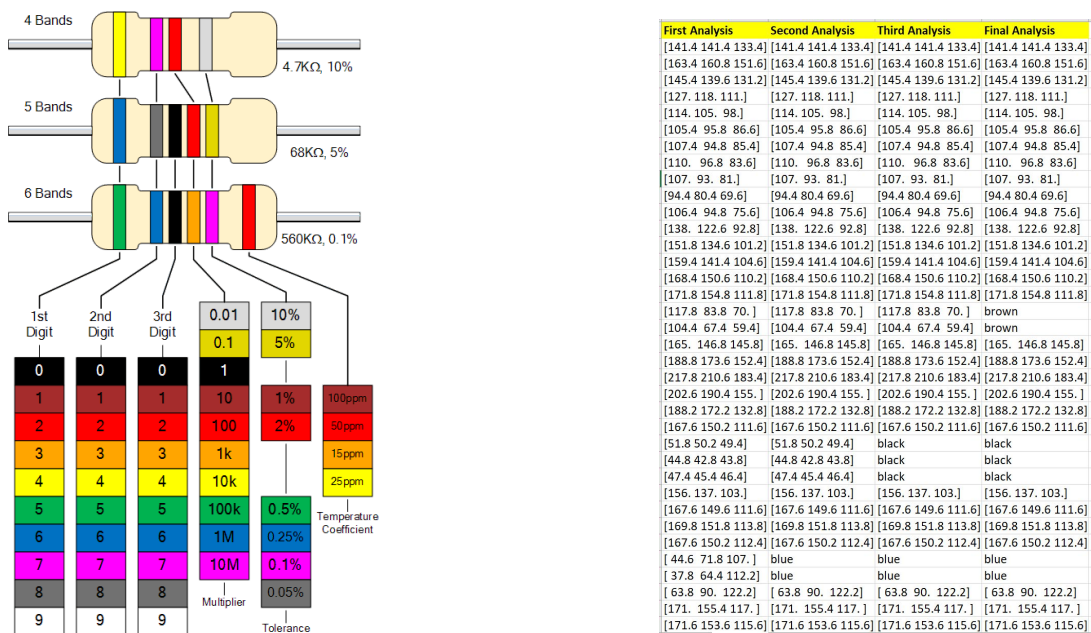 4 Bands
4.7KΩ, 10%
5 Bands
68KΩ, 5%
6 Bands
560KΩ, 0.1%
1st Digit
2nd Digit
3rd Digit
0.01 10%
0.1 5%
0 0 0 1
1 1 1 10 1% 100ppm
2 2 2 100 2% 50ppm
3 3 3 1k 15ppm
4 4 4 10k 25ppm
5 5 5 100k 0.5%
Temperature Coefficient
6 6 6 1M 0.25%
7 7 7 10M 0.1%
8 8 8 0.05%
Multiplier
9 9 9
Tolerance
First Analysis Second Analysis Third Analysis Final Analysis
[141.4 141.4 133.4] [141.4 141.4 133.4] [141.4 141.4 133.4] [141.4 141.4 133.4]
[163.4 160.8 151.6] [163.4 160.8 151.6] [163.4 160.8 151.6] [163.4 160.8 151.6]
[145.4 139.6 131.2] [145.4 139.6 131.2] [145.4 139.6 131.2] [145.4 139.6 131.2]
[127. 118. 111.] [127. 118. 111.] [127. 118. 111.] [127. 118. 111.]
[114. 105. 98.] [114. 105. 98.] [114. 105. 98.] [114. 105. 98.]
[105.4 95.8 86.6] [105.4 95.8 86.6] [105.4 95.8 86.6] [105.4 95.8 86.6]
[107.4 94.8 85.4] [107.4 94.8 85.4] [107.4 94.8 85.4] [107.4 94.8 85.4]
[110. 96.8 83.6] [110. 96.8 83.6] [110. 96.8 83.6] [110. 96.8 83.6]
[107. 93. 81.] [107. 93. 81.] [107. 93. 81.] [107. 93. 81.]
[94.4 80.4 69.6] [94.4 80.4 69.6] [94.4 80.4 69.6] [94.4 80.4 69.6]
[106.4 94.8 75.6] [106.4 94.8 75.6] [106.4 94.8 75.6] [106.4 94.8 75.6]
[138. 122.6 92.8] [138. 122.6 92.8] [138. 122.6 92.8] [138. 122.6 92.8]
[151.8 134.6 101.2] [151.8 134.6 101.2] [151.8 134.6 101.2] [151.8 134.6 101.2]
[159.4 141.4 104.6] [159.4 141.4 104.6] [159.4 141.4 104.6] [159.4 141.4 104.6]
[168.4 150.6 110.2] [168.4 150.6 110.2] [168.4 150.6 110.2] [168.4 150.6 110.2]
[171.8 154.8 111.8] [171.8 154.8 111.8] [171.8 154.8 111.8] [171.8 154.8 111.8]
[117.8 83.8 70. ] [117.8 83.8 70. ] [117.8 83.8 70. ] brown
[104.4 67.4 59.4] [104.4 67.4 59.4] [104.4 67.4 59.4] brown
[165. 146.8 145.8] [165. 146.8 145.8] [165. 146.8 145.8] [165. 146.8 145.8]
[188.8 173.6 152.4] [188.8 173.6 152.4] [188.8 173.6 152.4] [188.8 173.6 152.4]
[217.8 210.6 183.4] [217.8 210.6 183.4] [217.8 210.6 183.4] [217.8 210.6 183.4]
[202.6 190.4 155. ] [202.6 190.4 155. ] [202.6 190.4 155. ] [202.6 190.4 155. ]
[188.2 172.2 132.8] [188.2 172.2 132.8] [188.2 172.2 132.8] [188.2 172.2 132.8]
[167.6 150.2 111.6] [167.6 150.2 111.6] [167.6 150.2 111.6] [167.6 150.2 111.6]
[51.8 50.2 49.4] [51.8 50.2 49.4] black black
[44.8 42.8 43.8] [44.8 42.8 43.8] black black
[47.4 45.4 46.4] [47.4 45.4 46.4] black black
[156. 137. 103.] [156. 137. 103.] [156. 137. 103.] [156. 137. 103.]
[167.6 149.6 111.6] [167.6 149.6 111.6] [167.6 149.6 111.6] [167.6 149.6 111.6]
[169.8 151.8 113.8] [169.8 151.8 113.8] [169.8 151.8 113.8] [169.8 151.8 113.8]
[167.6 150.2 112.4] [167.6 150.2 112.4] [167.6 150.2 112.4] [167.6 150.2 112.4]
[ 44.6 71.8 107. ] blue blue blue
[ 37.8 64.4 112.2] blue blue blue
[ 63.8 90. 122.2] [ 63.8 90. 122.2] [ 63.8 90. 122.2] [ 63.8 90. 122.2]
[171. 155.4 117. ] [171. 155.4 117. ] [171. 155.4 117. ] [171. 155.4 117. ]
[171.6 153.6 115.6] [171.6 153.6 115.6] [171.6 153.6 115.6] [171.6 153.6 115.6]